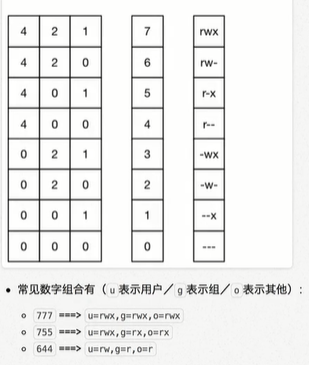 4 2 1 7 rwx
4 2 0 6 rw-
4 0 1 5 r-x
4 0 0 4 r--
0 2 1 3 -wx
0 2 0 2 -w-
0 0 1 1 --x
0 0 0 0 ---
• 常见数字组合有（ u 表示用户／ g 表示组／ o 表示其他）：
○ 777 ===> u=rwx,g=rwx,o=rwx
○ 755 ===> u=rwx,g=rx,o=rx
○ 644 ===> u=rw,g=r,o=r